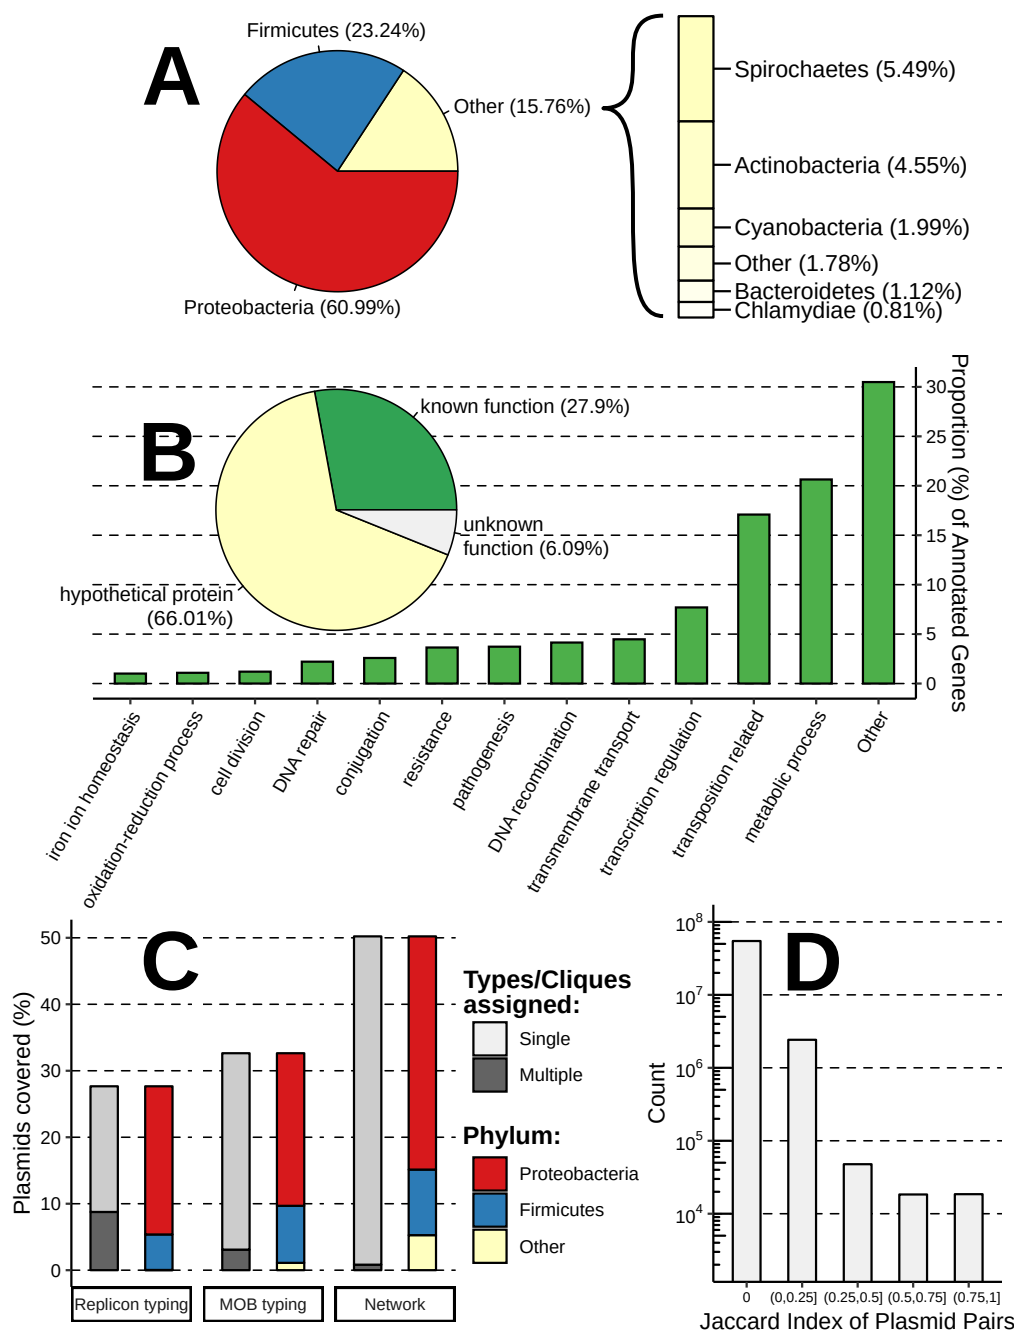 A
Firmicutes (23.24%)
Other (15.76%)
Proteobacteria (60.99%)
Spirochaetes (5.49%)
Actinobacteria (4.55%)
Cyanobacteria (1.99%)
Other (1.78%)
Bacteroidetes (1.12%)
Chlamydiae (0.81%)
B
known function (27.9%)
unknown
function (6.09%)
hypothetical protein
(66.01%)
30
25
20
15
10
5
0
Proportion (%) of Annotated Genes
iron ion homeostasis
oxidation-reduction process
cell division
DNA repair
conjugation
resistance
pathogenesis
DNA recombination
transmembrane transport
transcription regulation
transposition related
metabolic process
Other
C
Plasmids covered (%)
50
40
30
20
10
0
Replicon typing
MOB typing
Network
Types/Cliques
assigned:
Single
Multiple
Phylum:
Proteobacteria
Firmicutes
Other
D
Count
10⁸
10⁷
10⁶
10⁵
10⁴
0
(0,0.25]
(0.25,0.5]
(0.5,0.75]
(0.75,1]
Jaccard Index of Plasmid Pairs